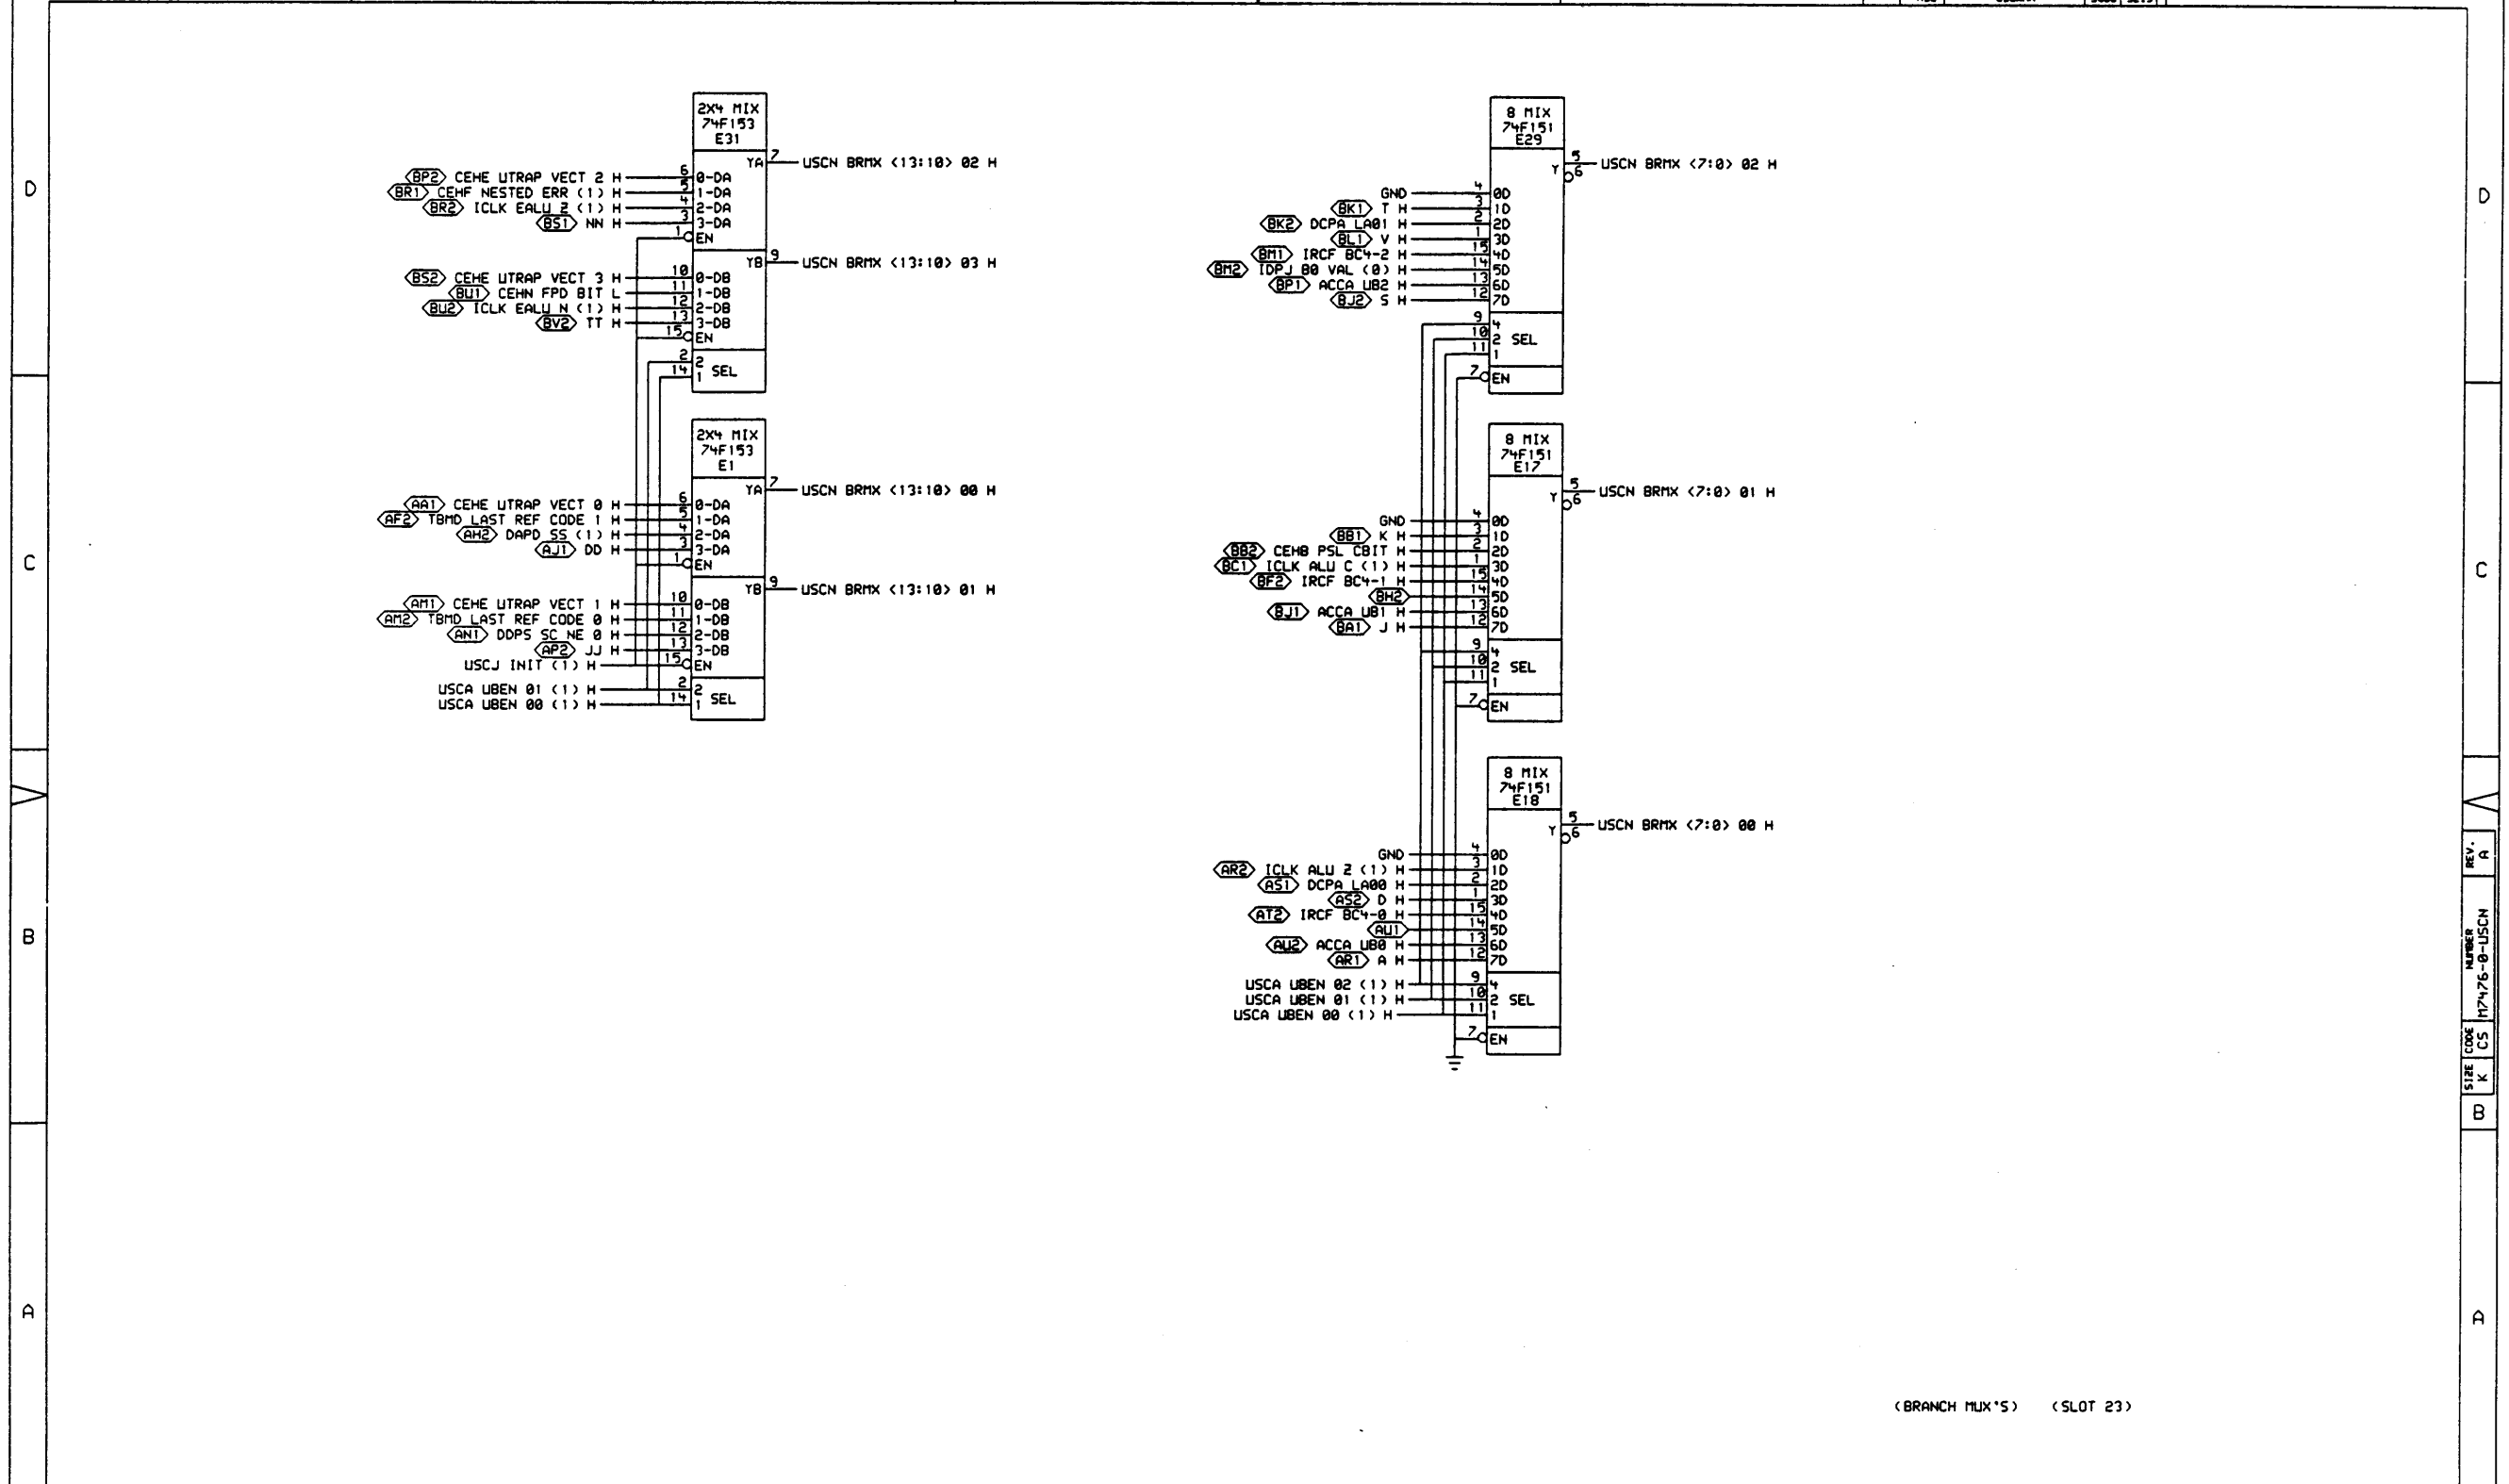 D
C
B
A
2X4 MIX
74F153
E31
YA 7 USCN BRMX <13:10> 02 H
BP2 CEHE UTRAP VECT 2 H 6 0-DA
BR1 CEHF NESTED ERR (1) H 5 1-DA
BR2 ICLK EALU Z (1) H 4 2-DA
BS1 NN H 3 3-DA
1 EN
YB 9 USCN BRMX <13:10> 03 H
BS2 CEHE UTRAP VECT 3 H 10 0-DB
BU1 CEHN FPD BIT L 11 1-DB
BU2 ICLK EALU N (1) H 12 2-DB
BV2 TT H 13 3-DB
15 EN
2 2
SEL
14 1
2X4 MIX
74F153
E1
YA 7 USCN BRMX <13:10> 00 H
AA1 CEHE UTRAP VECT 0 H 6 0-DA
AF2 TBMD LAST REF CODE 1 H 5 1-DA
AH2 DAPD SS (1) H 4 2-DA
AJ1 DD H 3 3-DA
1 EN
YB 9 USCN BRMX <13:10> 01 H
AM1 CEHE UTRAP VECT 1 H 10 0-DB
AM2 TBMD LAST REF CODE 0 H 11 1-DB
AN1 DDPS SC NE 0 H 12 2-DB
AP2 JJ H 13 3-DB
USCJ INIT (1) H 15 EN
USCA UBEN 01 (1) H 2 2
SEL
USCA UBEN 00 (1) H 14 1
8 MIX
74F151
E29
Y 5 USCN BRMX <7:0> 02 H
6
GND 4 0D
BK1 T H 3 1D
BK2 DCPA LA01 H 2 2D
BL1 V H 1 3D
BM1 IRCF BC4-2 H 15 4D
BM2 IDPJ B0 VAL (0) H 14 5D
BP1 ACCA UB2 H 13 6D
BJ2 S H 12 7D
9 4
10 2 SEL
11 1
7 EN
8 MIX
74F151
E17
Y 5 USCN BRMX <7:0> 01 H
6
GND 4 0D
BB1 K H 3 1D
BB2 CEHB PSL CBIT H 2 2D
BC1 ICLK ALU C (1) H 1 3D
BF2 IRCF BC4-1 H 15 4D
BH2 14 5D
BJ1 ACCA UB1 H 13 6D
BA1 J H 12 7D
9 4
10 2 SEL
11 1
7 EN
8 MIX
74F151
E18
Y 5 USCN BRMX <7:0> 00 H
6
GND 4 0D
AR2 ICLK ALU Z (1) H 3 1D
AS1 DCPA LA00 H 2 2D
AS2 D H 1 3D
AT2 IRCF BC4-0 H 15 4D
AU1 14 5D
AU2 ACCA UB0 H 13 6D
AR1 A H 12 7D
USCA UBEN 02 (1) H 9 4
USCA UBEN 01 (1) H 10 2 SEL
USCA UBEN 00 (1) H 11 1
7 EN
(BRANCH MUX'S) (SLOT 23)
D
C
REV.
A
NUMBER
M7476-0-USCN
CODE
CS
SIZE
K
B
A